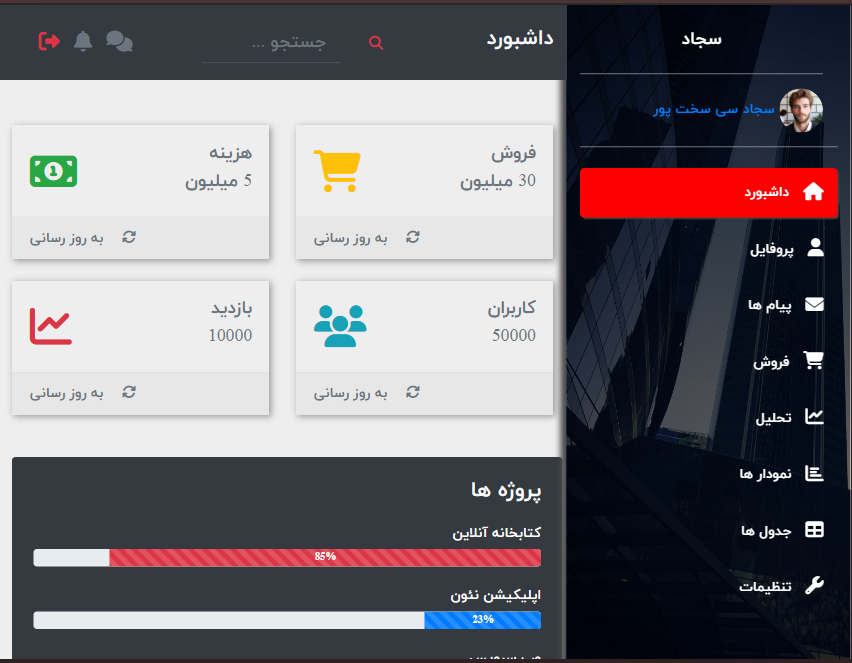 سجاد
سجاد سی سخت پور
داشبورد
پروفایل
پیام ها
فروش
تحلیل
نمودار ها
جدول ها
تنظیمات
داشبورد
جستجو ...
فروش
30 میلیون
به روز رسانی
هزینه
5 میلیون
1
به روز رسانی
کاربران
50000
به روز رسانی
بازدید
10000
به روز رسانی
پروژه ها
کتابخانه آنلاین
85%
اپلیکیشن نئون
23%